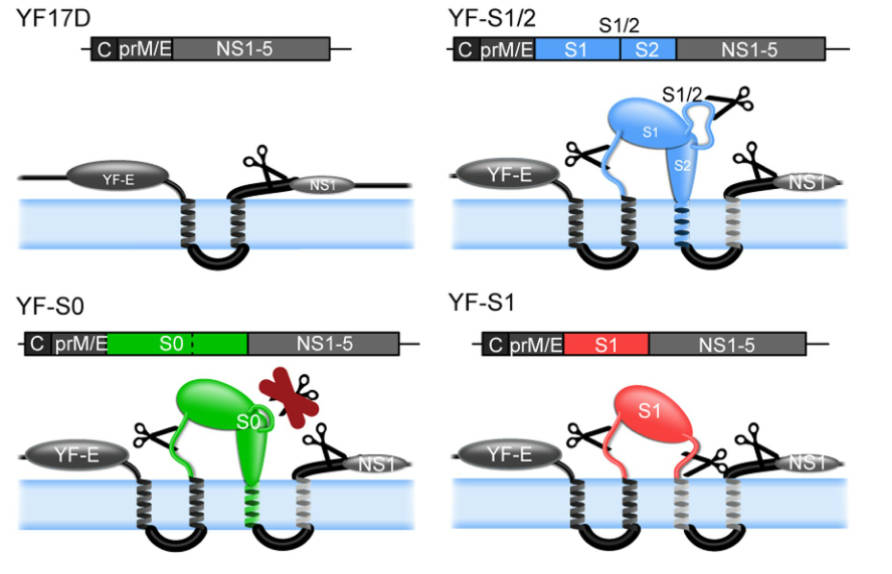 YF17D
C prM/E NS1-5
YF-E
NS1
YF-S1/2
S1/2
C prM/E S1 S2 NS1-5
S1/2
S1
S2
YF-E
NS1
YF-S0
C prM/E S0 NS1-5
S0
YF-E
NS1
YF-S1
C prM/E S1 NS1-5
S1
YF-E
NS1